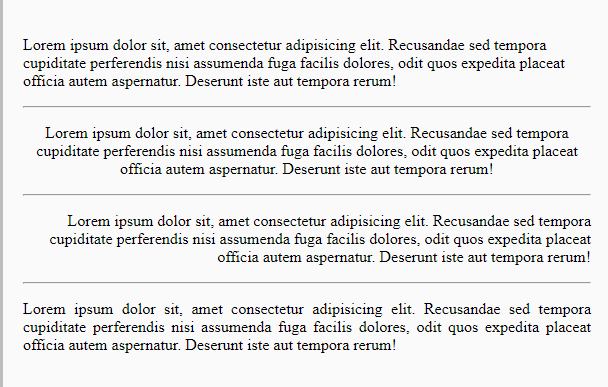 Lorem ipsum dolor sit, amet consectetur adipisicing elit. Recusandae sed tempora
cupiditate perferendis nisi assumenda fuga facilis dolores, odit quos expedita placeat
officia autem aspernatur. Deserunt iste aut tempora rerum!
Lorem ipsum dolor sit, amet consectetur adipisicing elit. Recusandae sed tempora
cupiditate perferendis nisi assumenda fuga facilis dolores, odit quos expedita placeat
officia autem aspernatur. Deserunt iste aut tempora rerum!
Lorem ipsum dolor sit, amet consectetur adipisicing elit. Recusandae sed tempora
cupiditate perferendis nisi assumenda fuga facilis dolores, odit quos expedita placeat
officia autem aspernatur. Deserunt iste aut tempora rerum!
Lorem ipsum dolor sit, amet consectetur adipisicing elit. Recusandae sed tempora
cupiditate perferendis nisi assumenda fuga facilis dolores, odit quos expedita placeat
officia autem aspernatur. Deserunt iste aut tempora rerum!